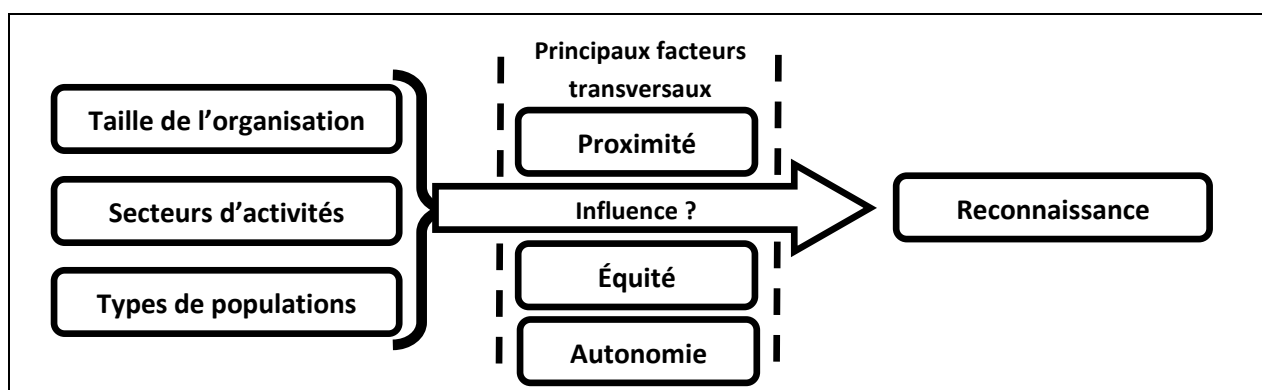 Taille de l'organisation
Secteurs d'activités
Types de populations
Principaux facteurs
transversaux
Proximité
Influence ?
Équité
Autonomie
Reconnaissance